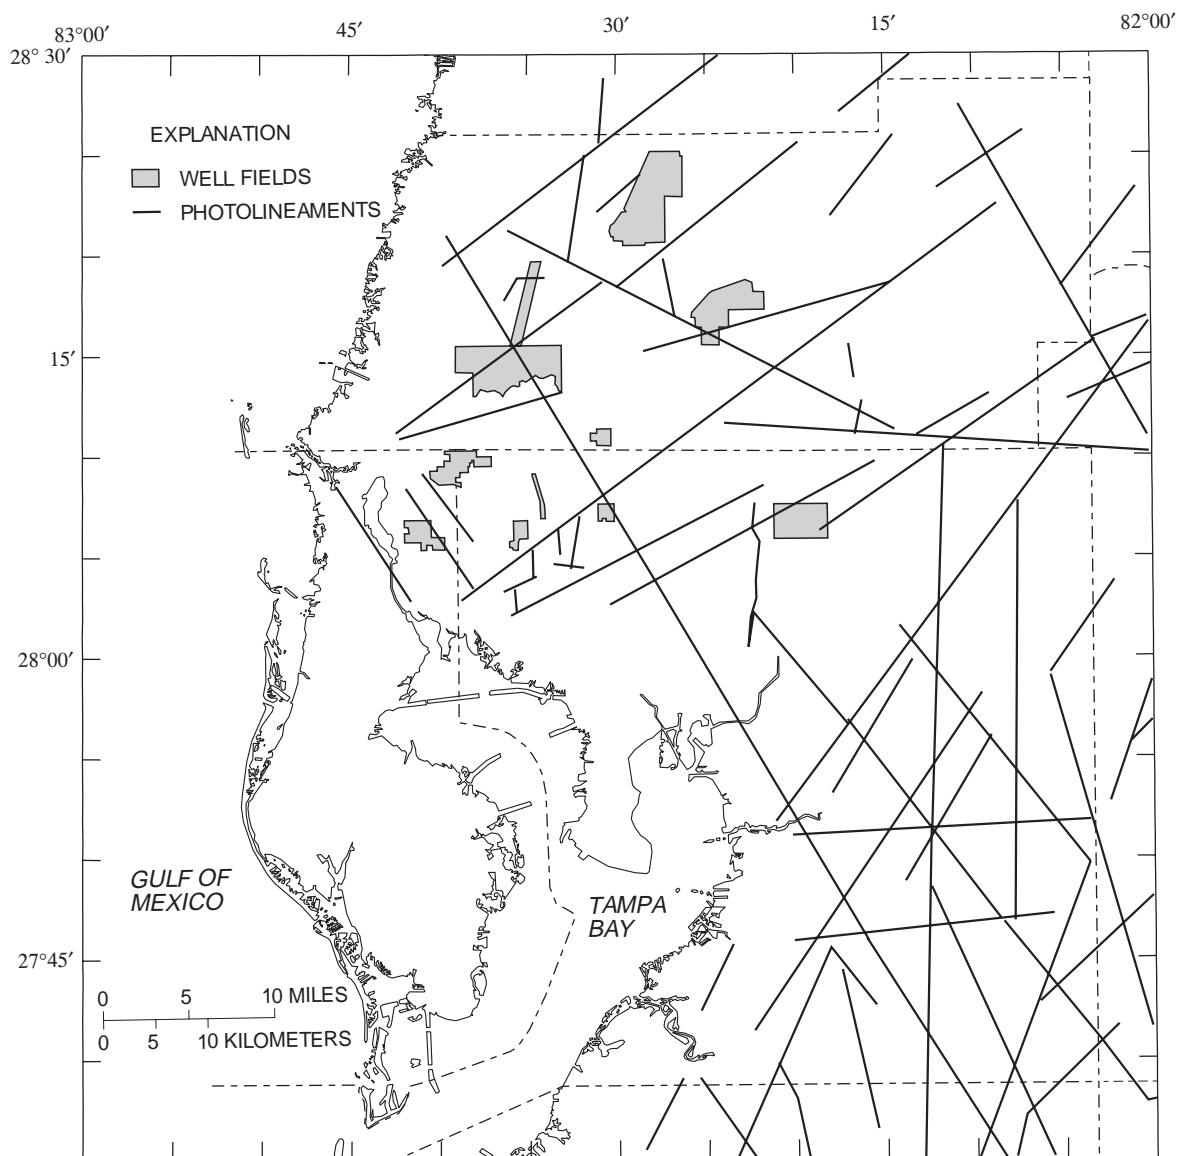 83°00′ 45′ 30′ 15′ 82°00′
28° 30′
EXPLANATION
WELL FIELDS
PHOTOLINEAMENTS
15′
28°00′
GULF OF
MEXICO
TAMPA
BAY
27°45′
0 5 10 MILES
0 5 10 KILOMETERS